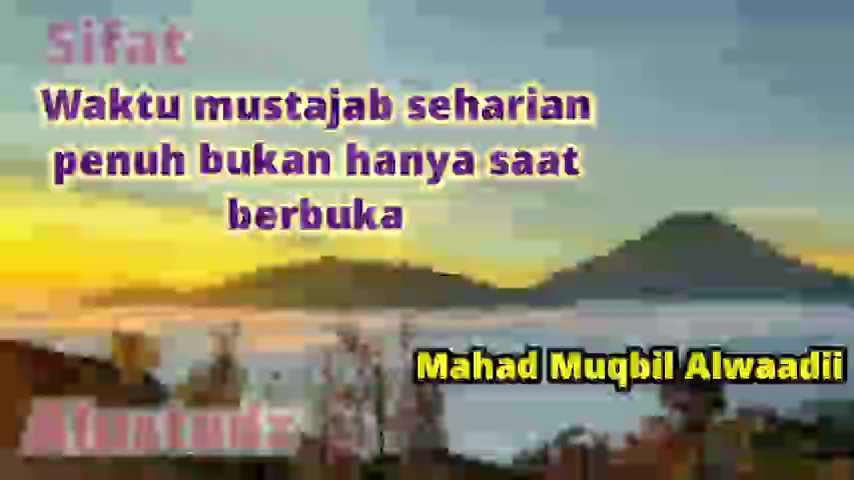 Sifat
Waktu mustajab seharian
penuh bukan hanya saat
berbuka
Mahad Muqbil Alwaadii